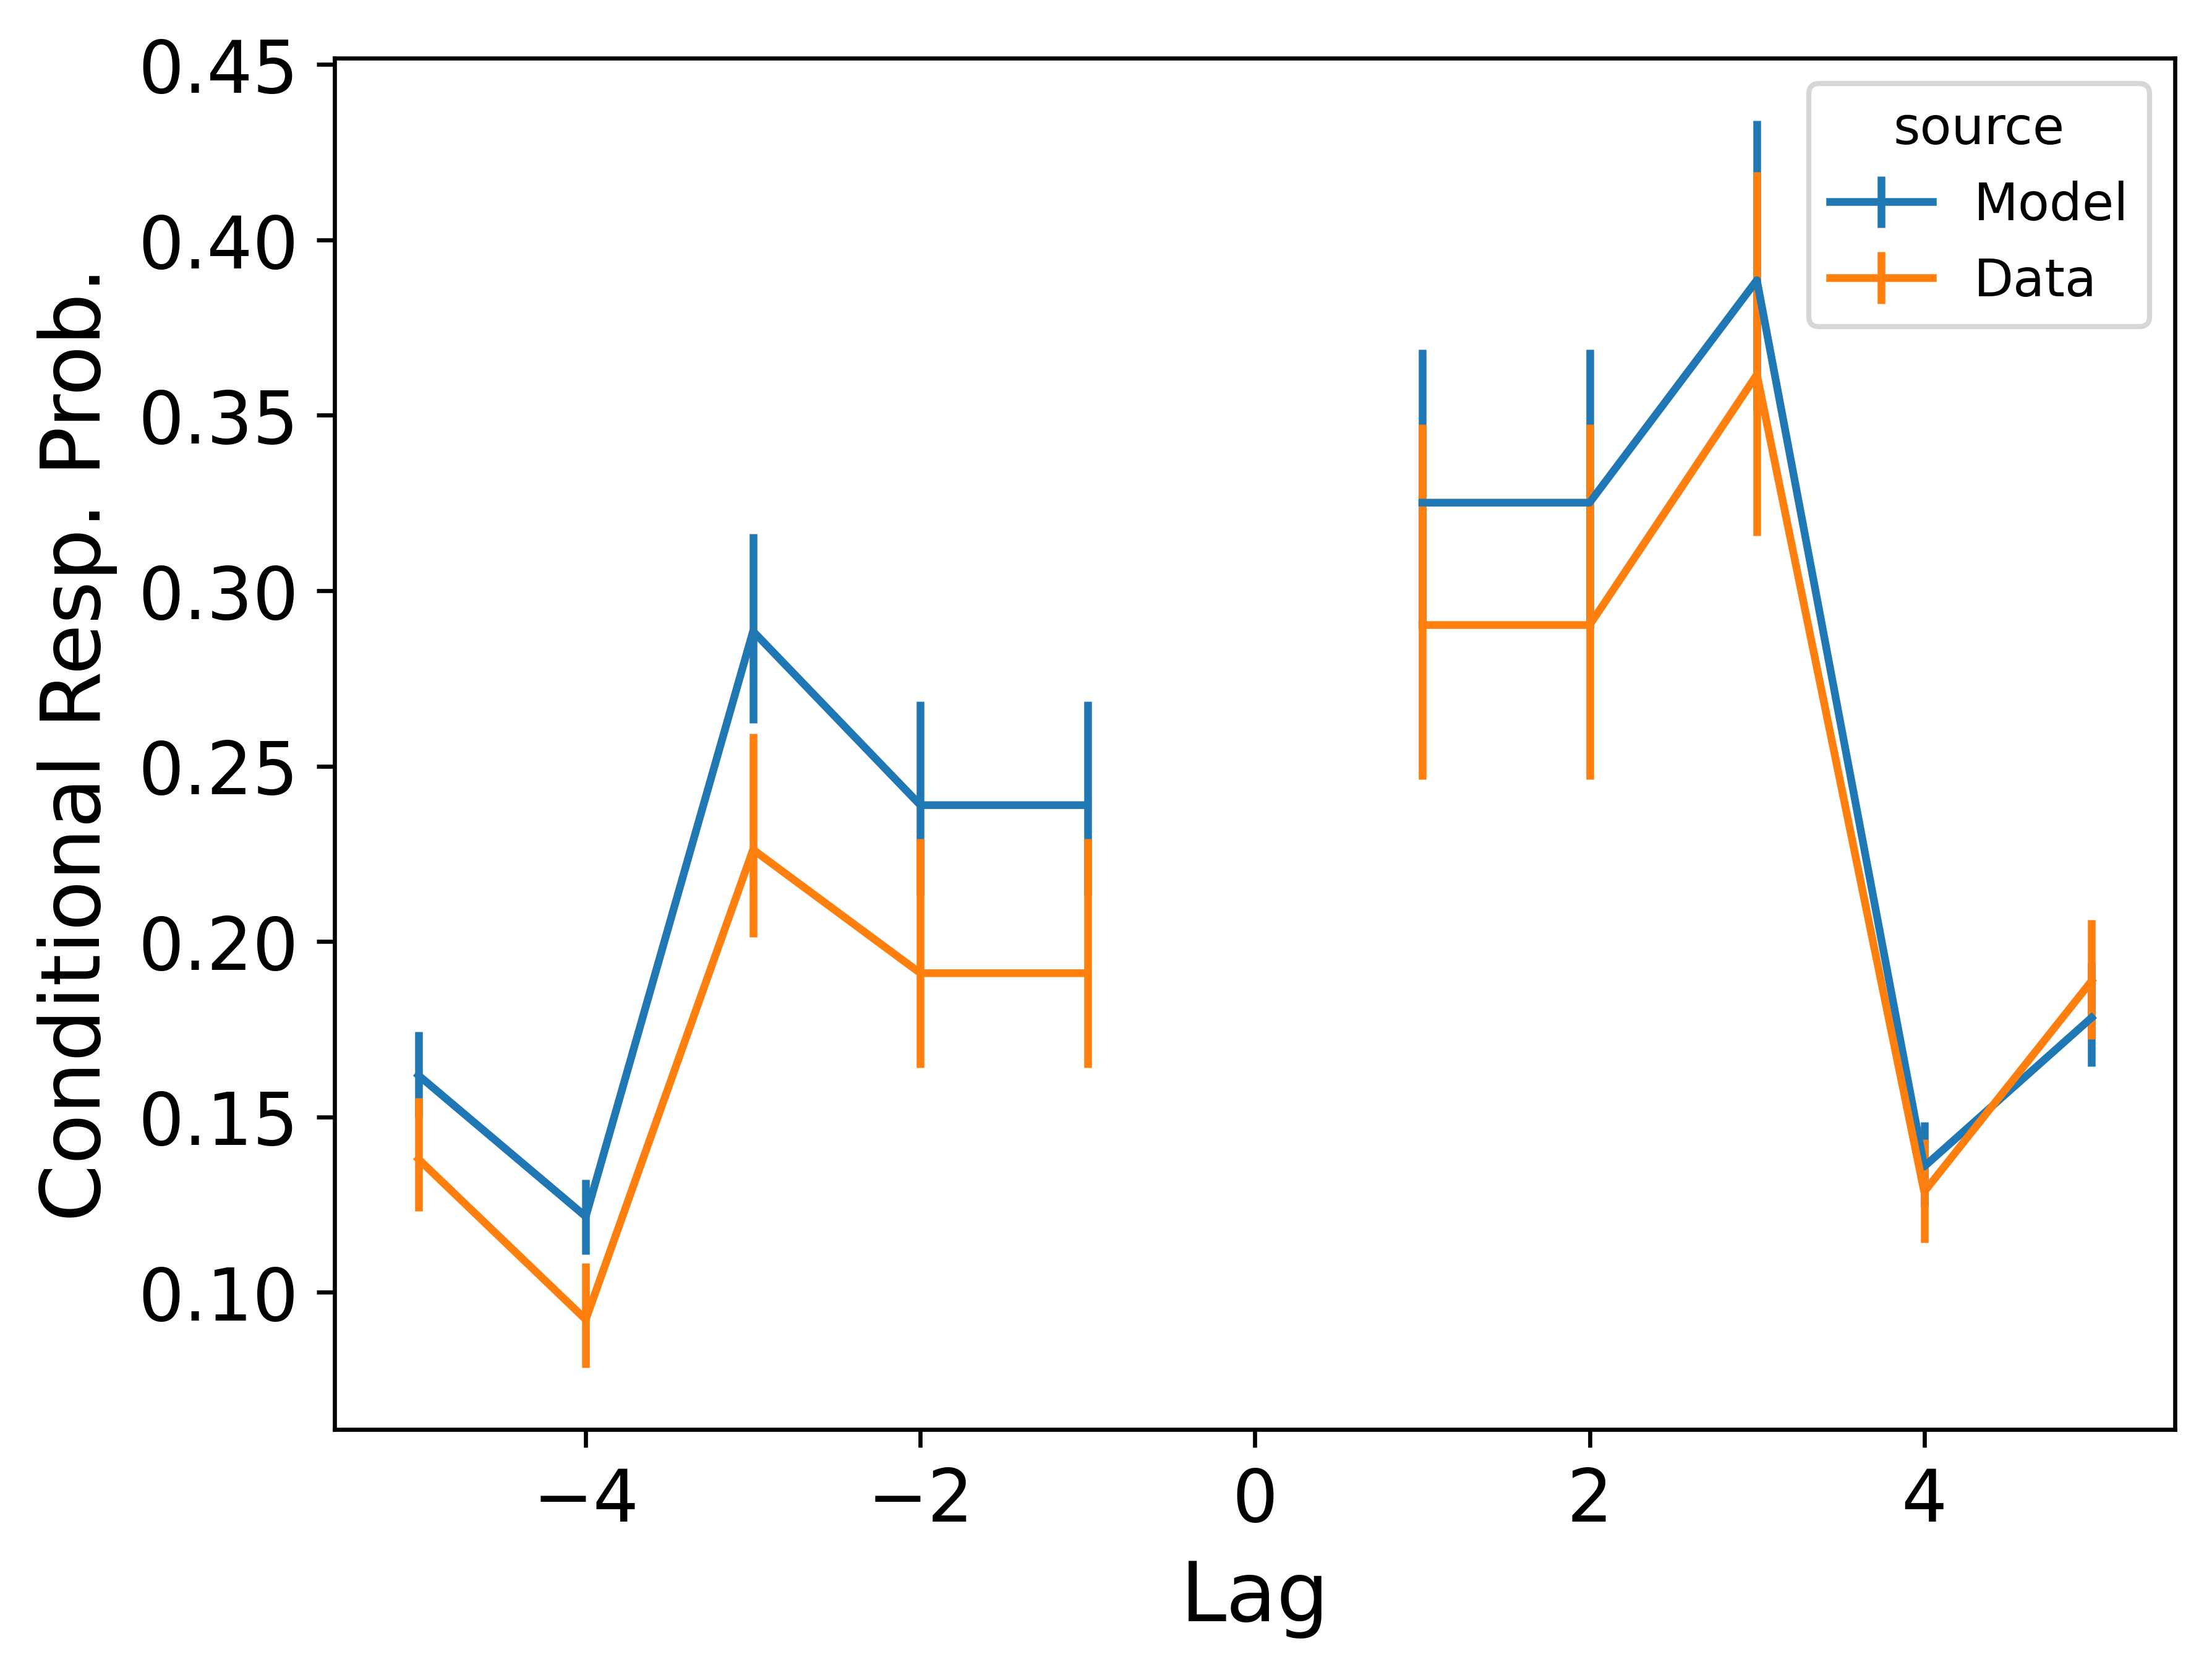 0.45
0.40
0.35
0.30
0.25
0.20
0.15
0.10
Conditional Resp. Prob.
source
Model
Data
−4
−2
0
2
4
Lag